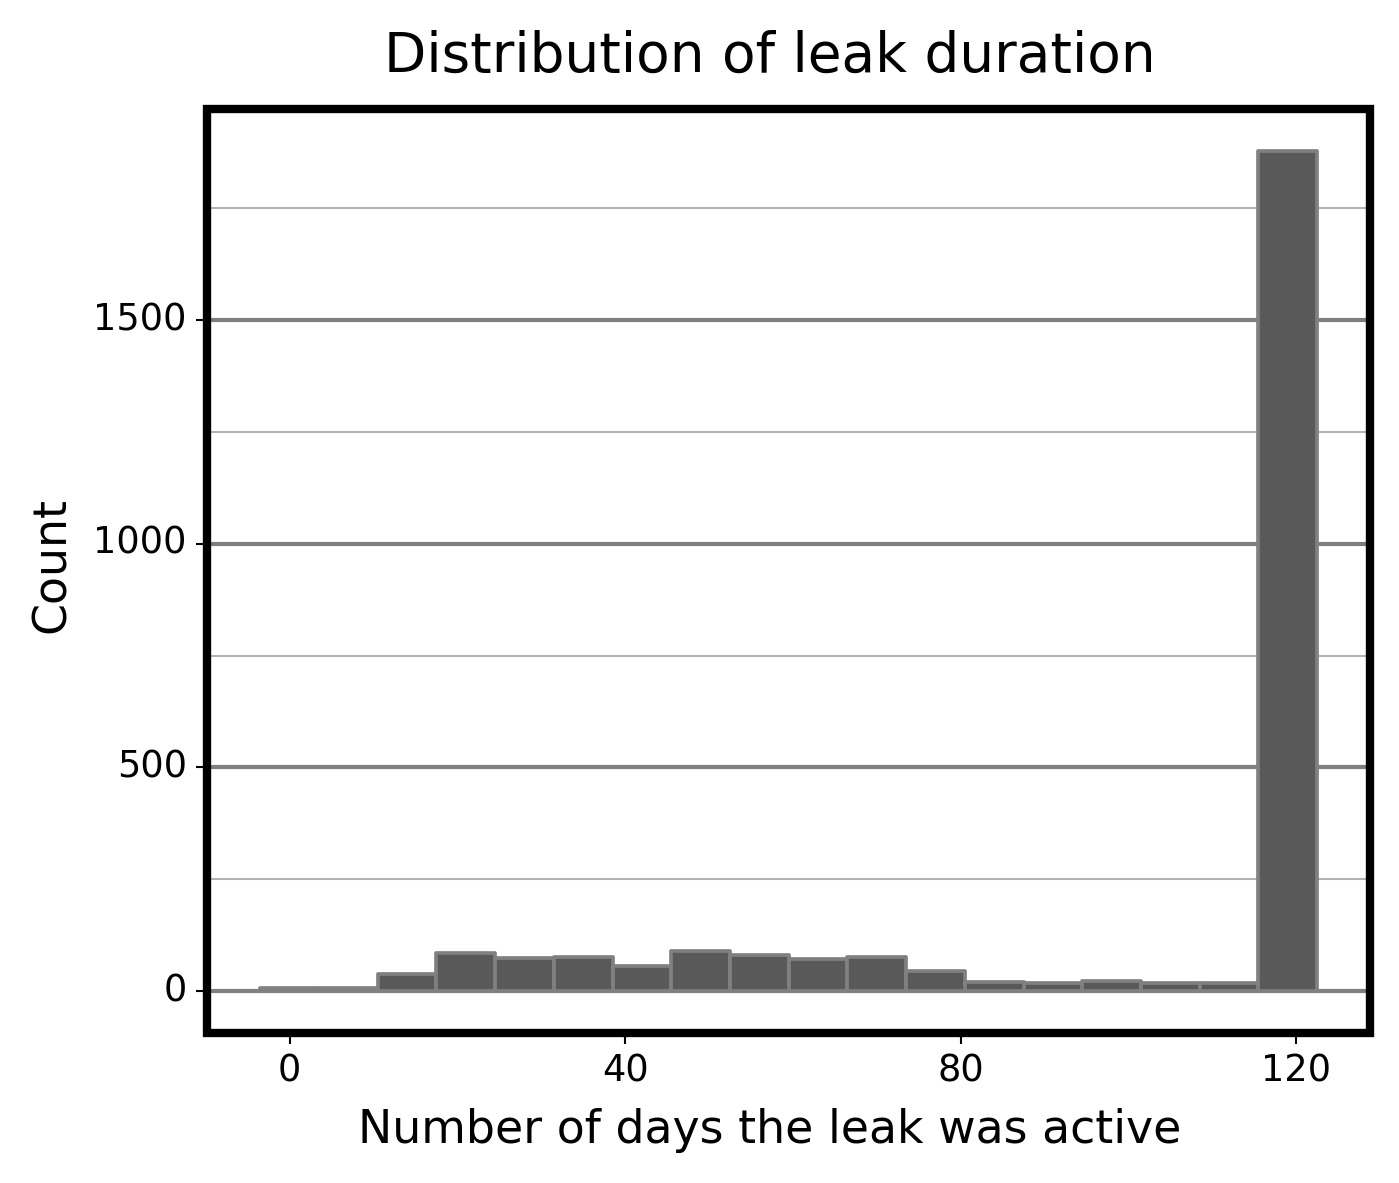 Distribution of leak duration
Count
1500
1000
500
0
0 40 80 120
Number of days the leak was active